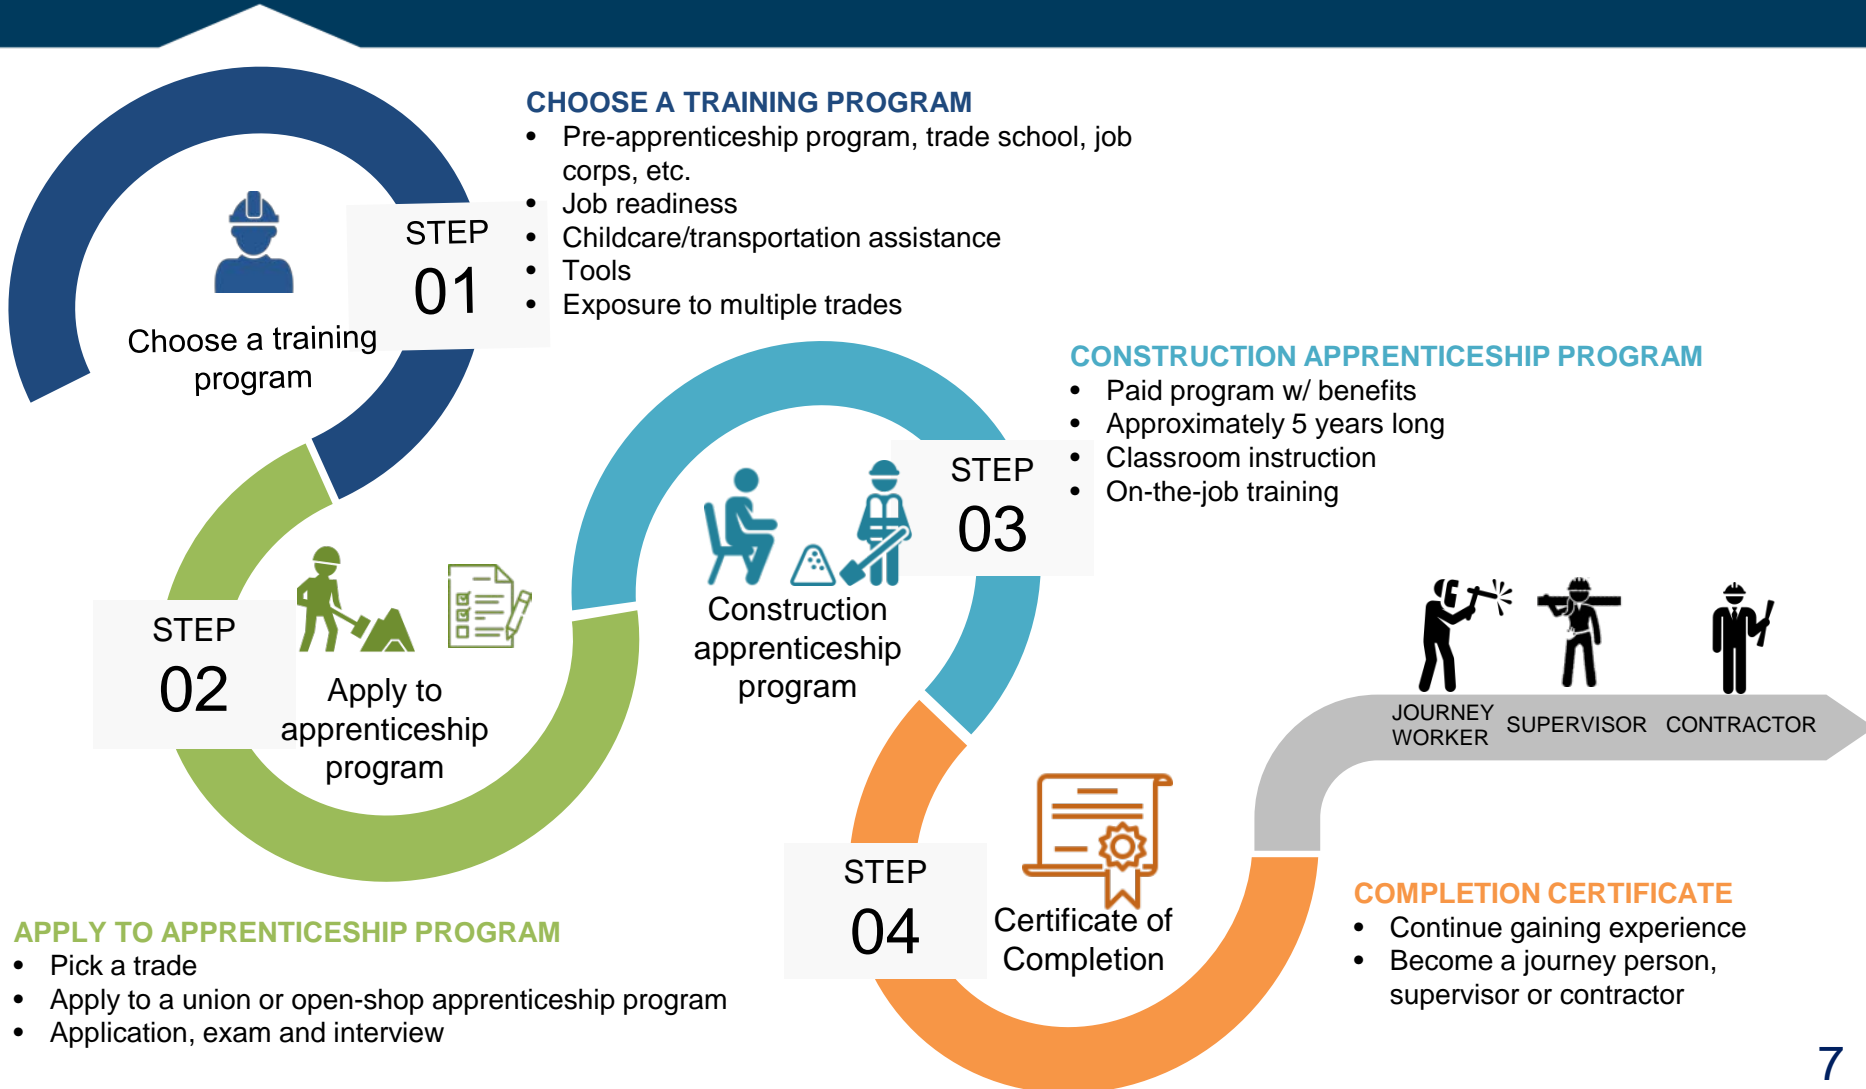 CHOOSE A TRAINING PROGRAM
• Pre-apprenticeship program, trade school, job
corps, etc.
• Job readiness
• Childcare/transportation assistance
• Tools
• Exposure to multiple trades
STEP
01
Choose a training
program
CONSTRUCTION APPRENTICESHIP PROGRAM
• Paid program w/ benefits
• Approximately 5 years long
• Classroom instruction
• On-the-job training
STEP
03
Construction
apprenticeship
program
STEP
02
Apply to
apprenticeship
program
JOURNEY
WORKER
SUPERVISOR
CONTRACTOR
STEP
04
Certificate of
Completion
COMPLETION CERTIFICATE
• Continue gaining experience
• Become a journey person,
supervisor or contractor
APPLY TO APPRENTICESHIP PROGRAM
• Pick a trade
• Apply to a union or open-shop apprenticeship program
• Application, exam and interview
7